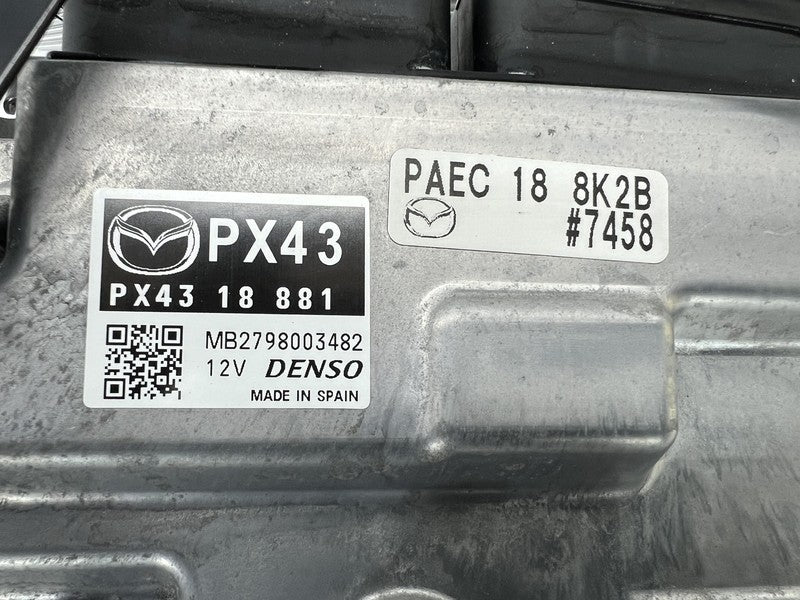 PX43
PX43 18 881
MB2798003482
12V DENSO
MADE IN SPAIN
PAEC 18 8K2B
#7458